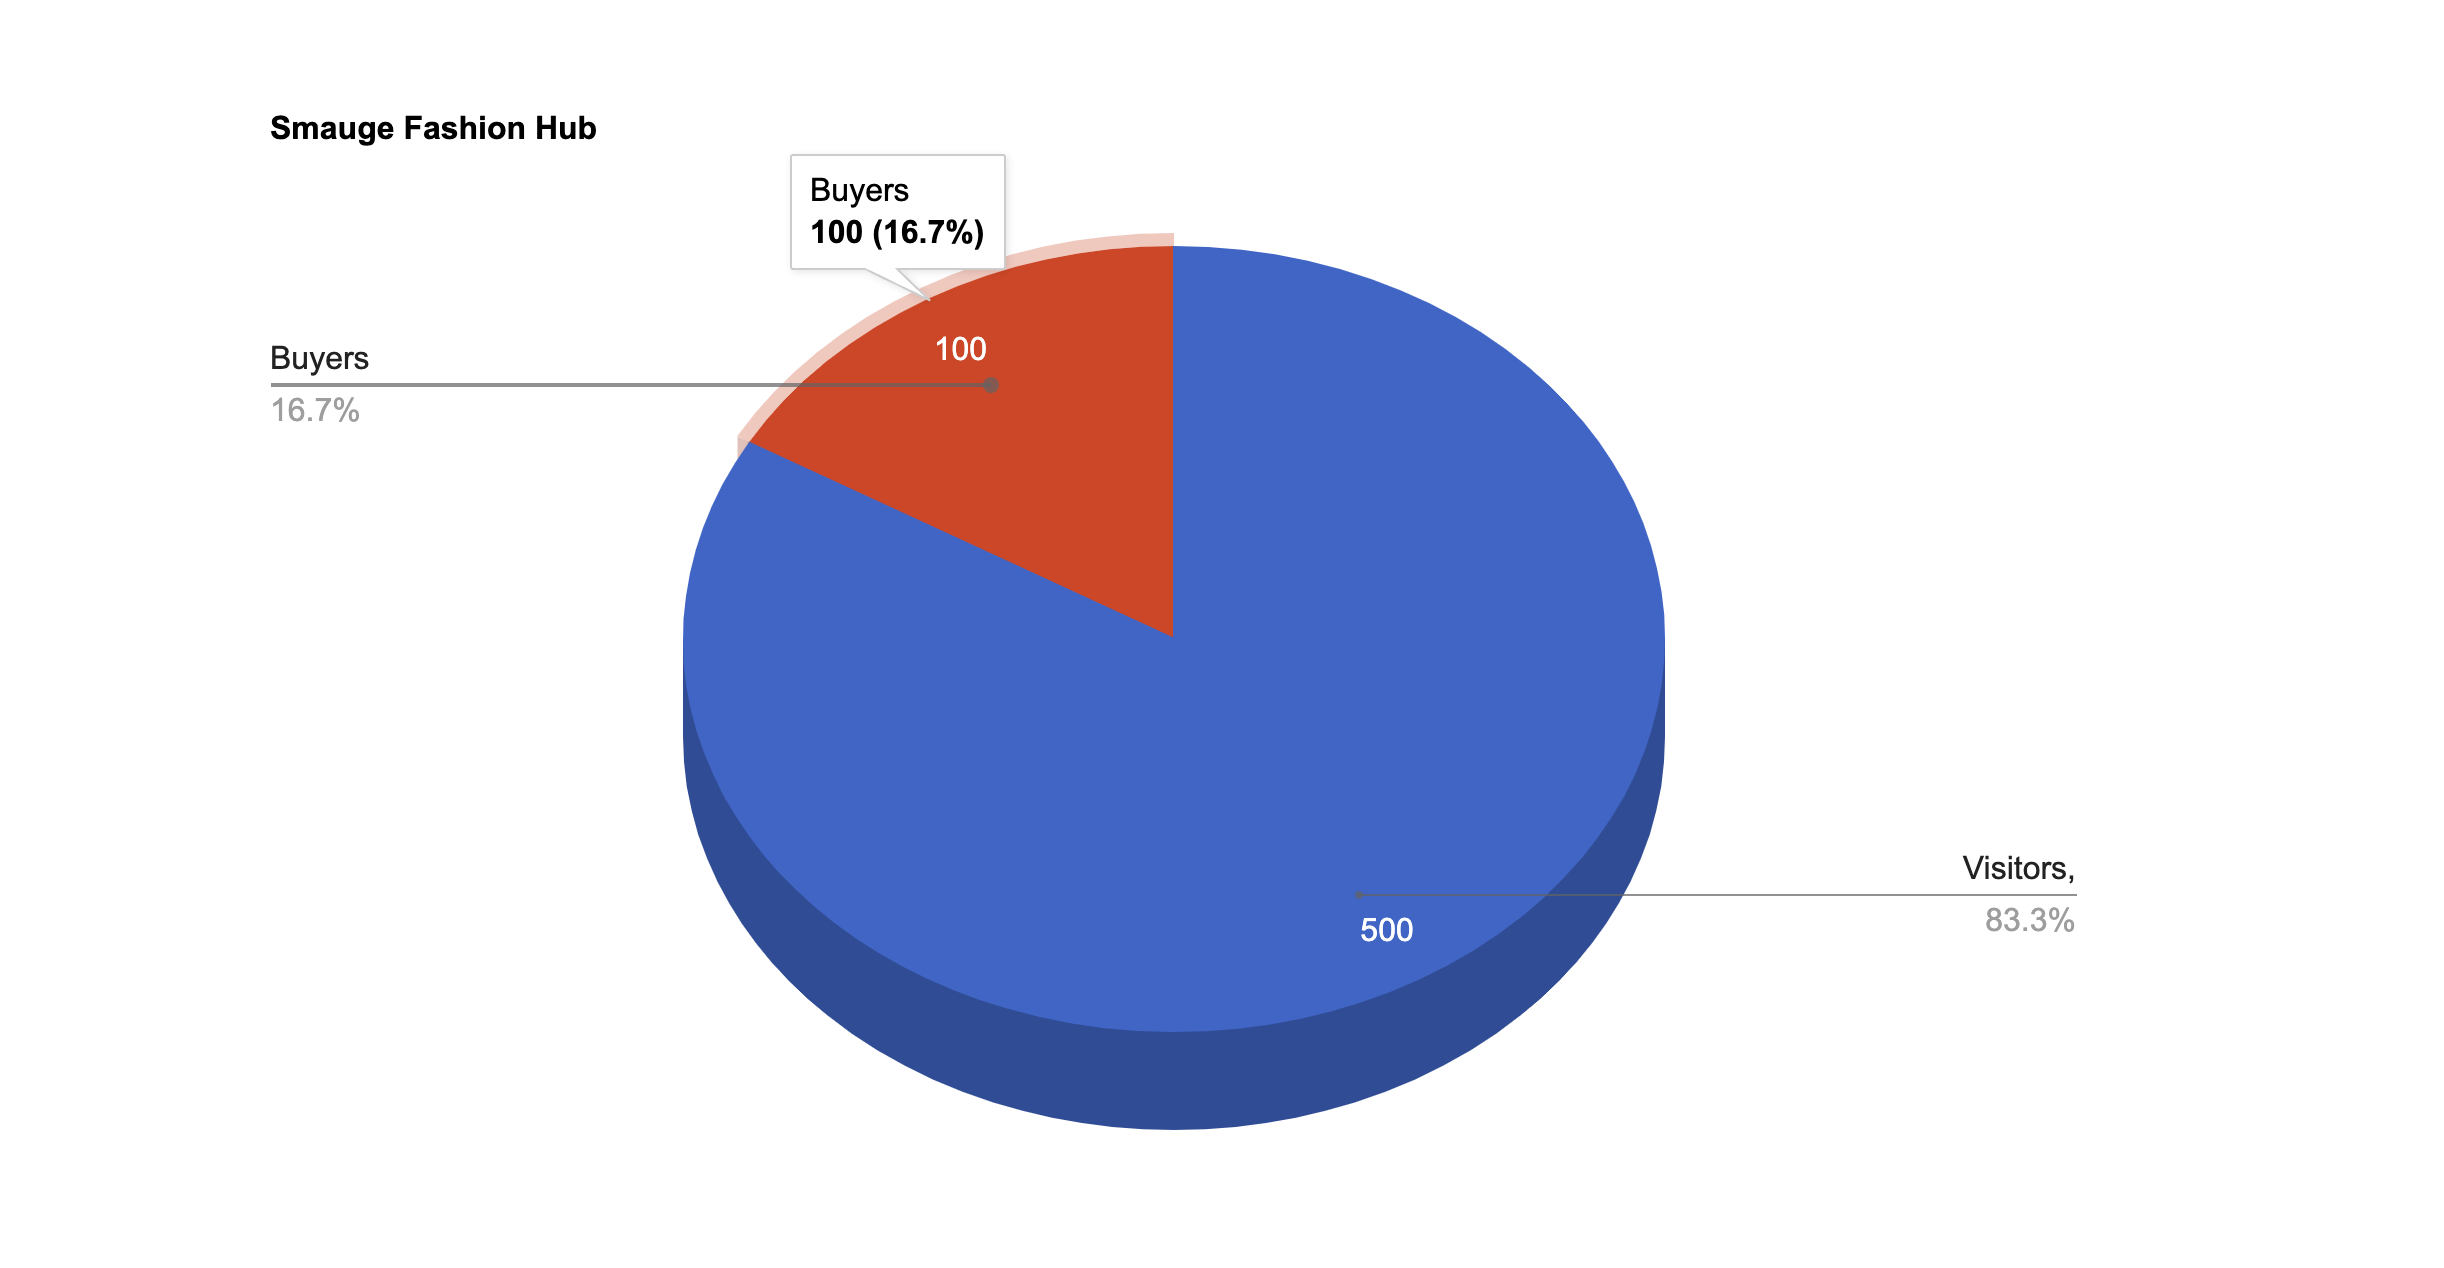 Smauge Fashion Hub
Buyers
100 (16.7%)
100
Buyers
16.7%
Visitors,
83.3%
500